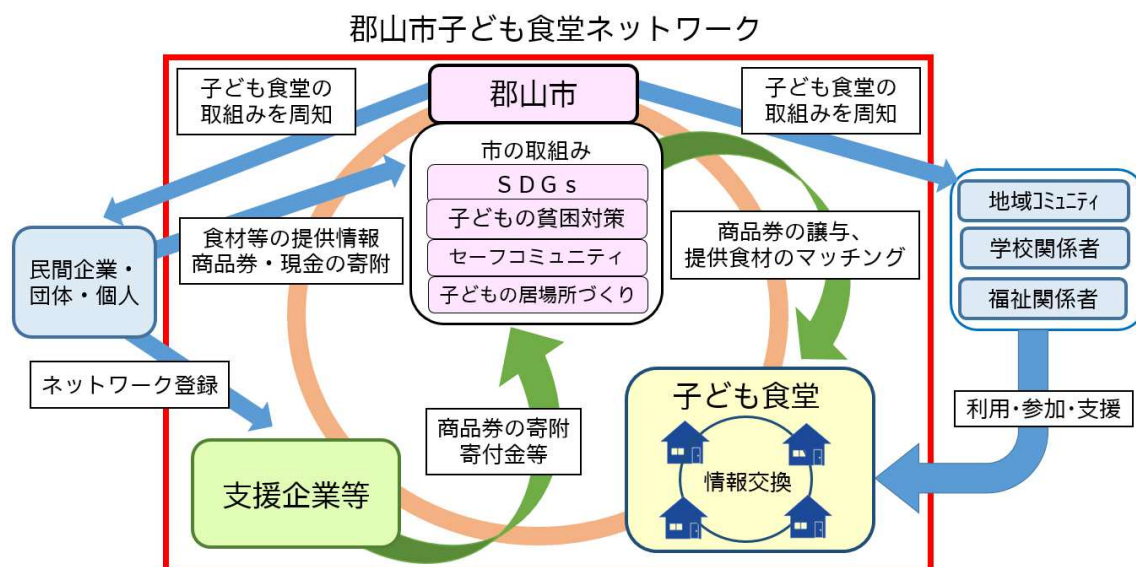 郡山市子ども食堂ネットワーク
子ども食堂の
取組みを周知
郡山市
子ども食堂の
取組みを周知
市の取組み
SDGs
子どもの貧困対策
セーフコミュニティ
子どもの居場所づくり
食材等の提供情報
商品券・現金の寄附
商品券の譲与、
提供食材のマッチング
地域コミュニティ
学校関係者
福祉関係者
民間企業・
団体・個人
ネットワーク登録
子ども食堂
利用・参加・支援
商品券の寄附
寄付金等
支援企業等
情報交換